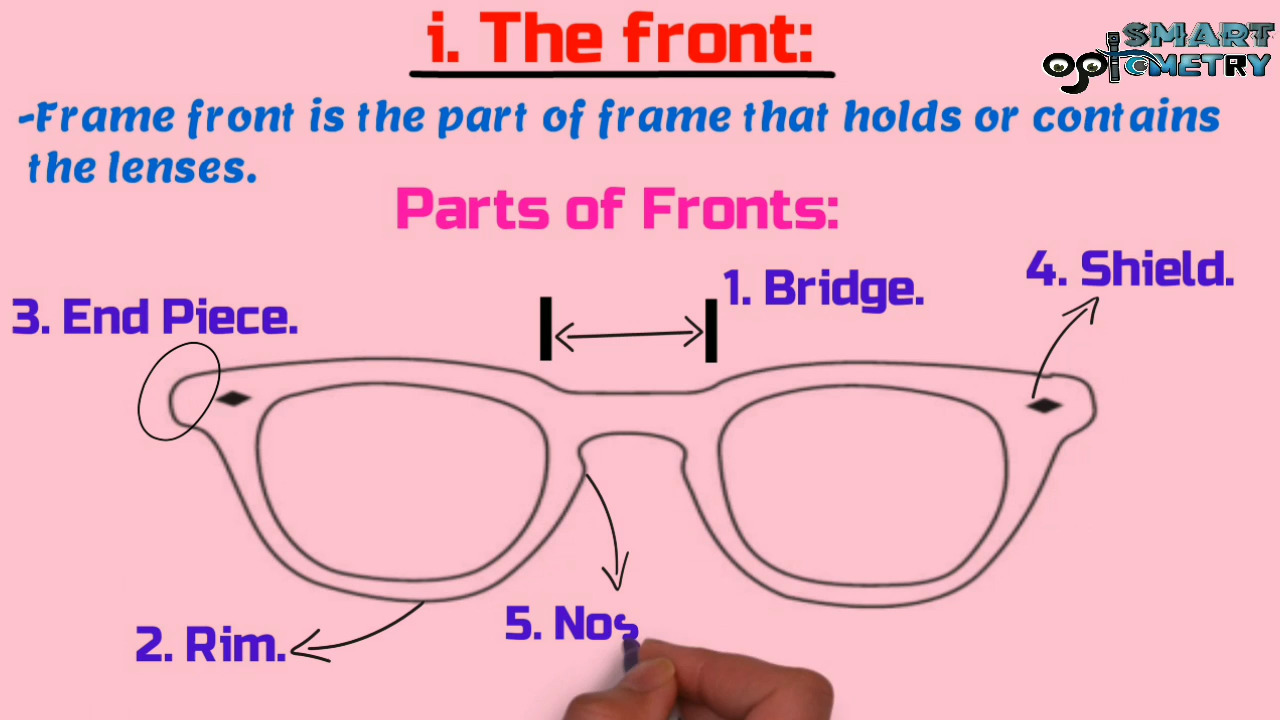 i. The front:
SMART
OPTOMETRY
-Frame front is the part of frame that holds or contains
the lenses.
Parts of Fronts:
4. Shield.
1. Bridge.
3. End Piece.
5. Nos
2. Rim.